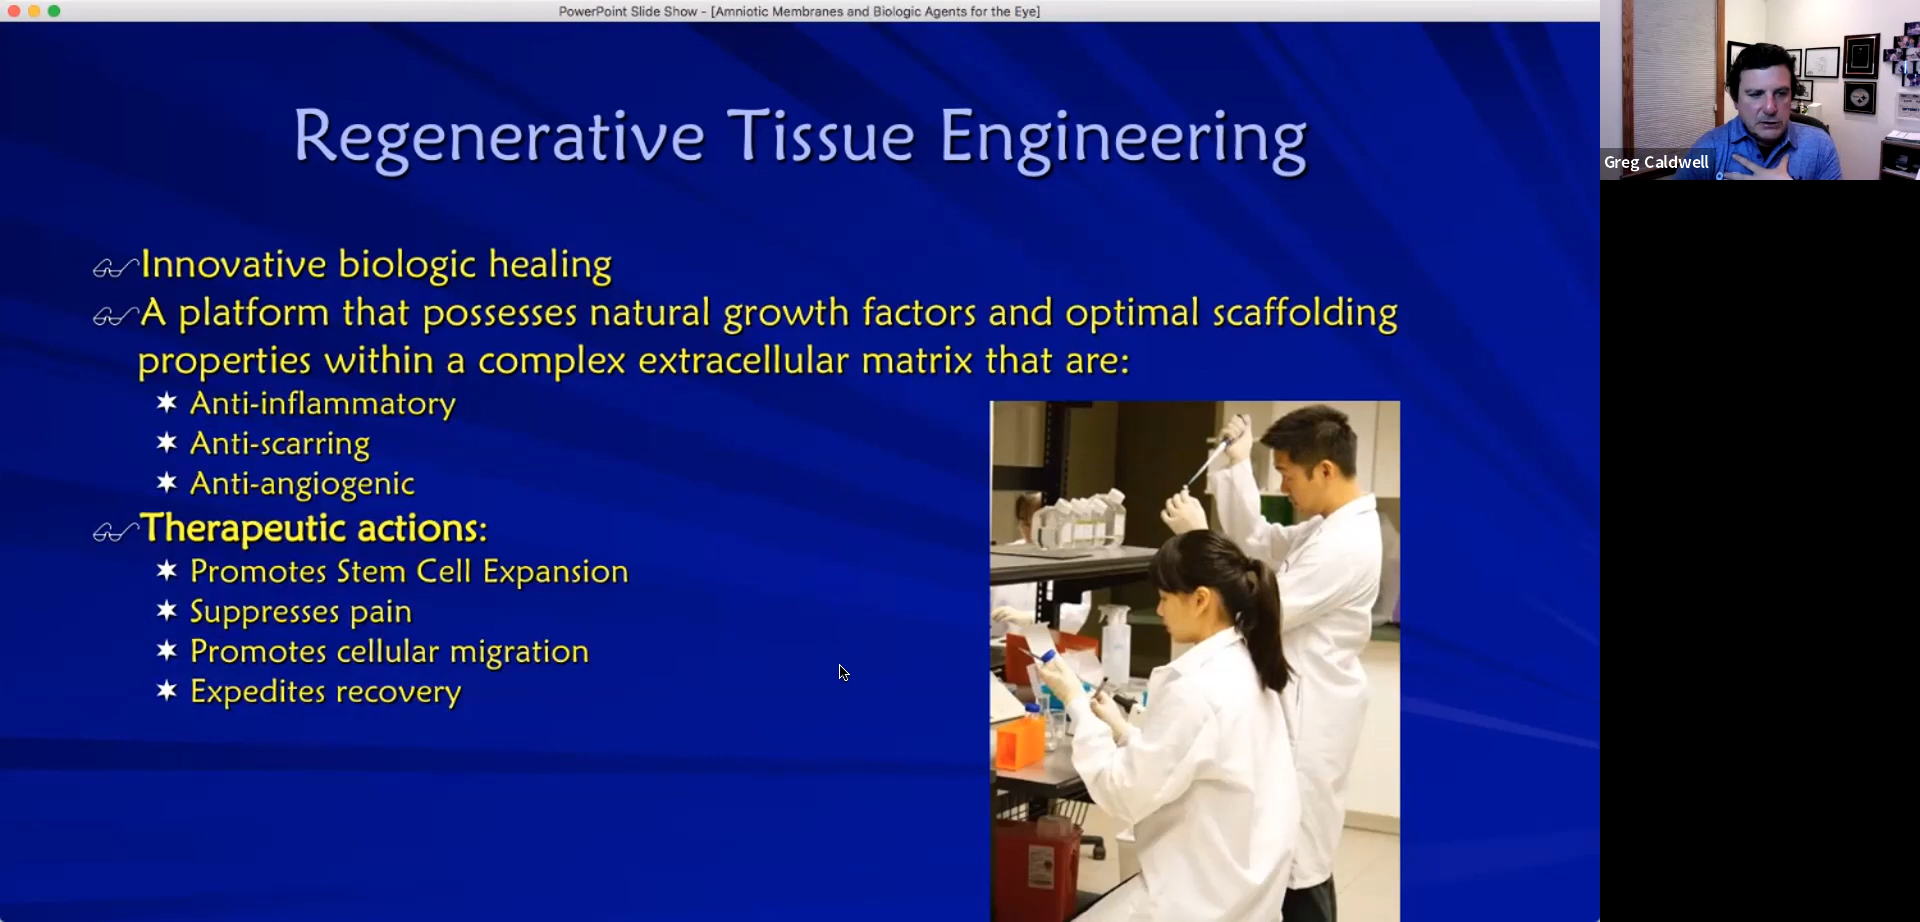 PowerPoint Slide Show - [Amniotic Membranes and Biologic Agents for the Eye]
Regenerative Tissue Engineering
Innovative biologic healing
A platform that possesses natural growth factors and optimal scaffolding
properties within a complex extracellular matrix that are:
Anti-inflammatory
Anti-scarring
Anti-angiogenic
Therapeutic actions:
Promotes Stem Cell Expansion
Suppresses pain
Promotes cellular migration
Expedites recovery
Greg Caldwell